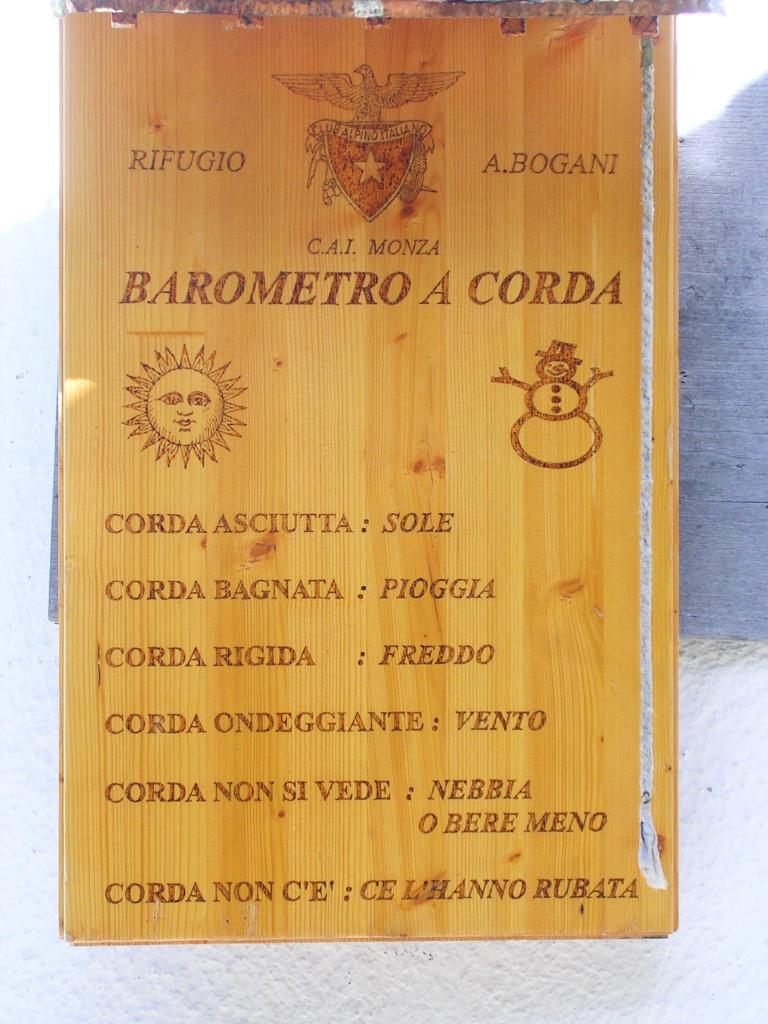 CLUB ALPINO ITALIANO
RIFUGIO A.BOGANI
C.A.I. MONZA
BAROMETRO A CORDA
CORDA ASCIUTTA : SOLE
CORDA BAGNATA : PIOGGIA
CORDA RIGIDA : FREDDO
CORDA ONDEGGIANTE : VENTO
CORDA NON SI VEDE : NEBBIA
O BERE MENO
CORDA NON C'E' : CE L'HANNO RUBATA